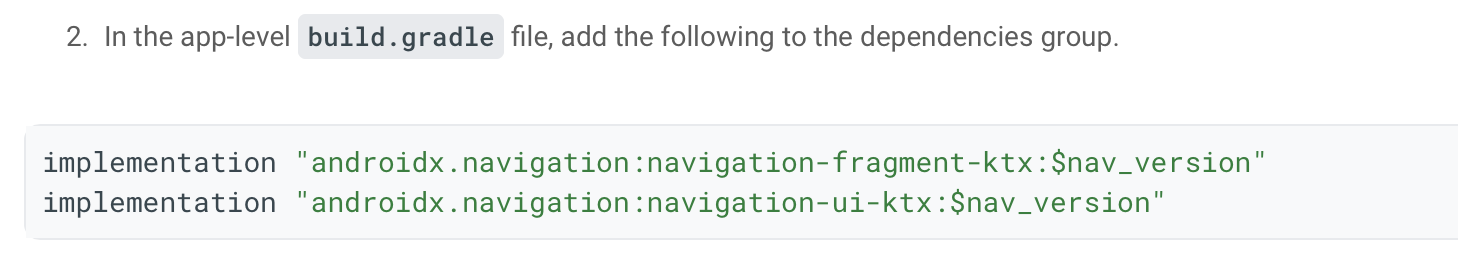 2. In the app-level build.gradle file, add the following to the dependencies group.
implementation "androidx.navigation:navigation-fragment-ktx:$nav_version"
implementation "androidx.navigation:navigation-ui-ktx:$nav_version"